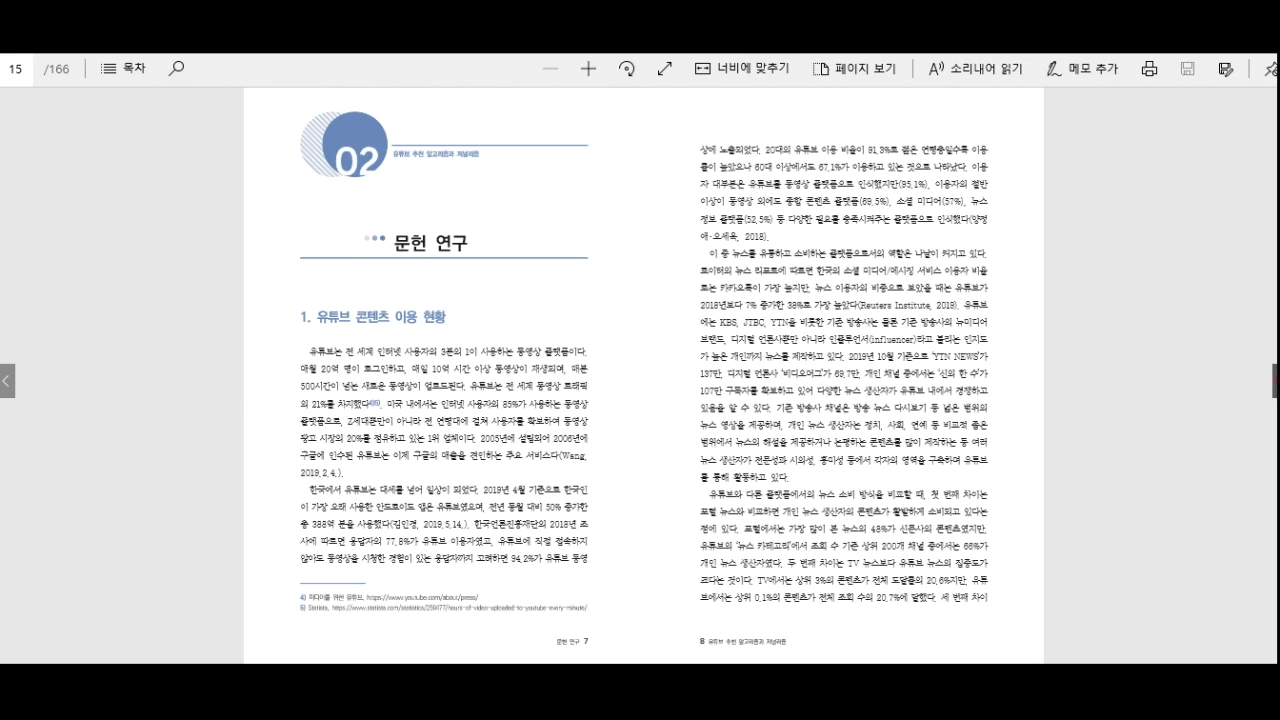 15 /166 목차 너비에 맞추기 페이지 보기 소리내어 읽기 메모 추가
02
유튜브 추천 알고리즘과 저널리즘
문헌 연구
1. 유튜브 콘텐츠 이용 현황
유튜브는 전 세계 인터넷 사용자의 3분의 1이 사용하는 동영상 플랫폼이다.
매월 20억 명이 로그인하고, 매일 10억 시간 이상 동영상이 재생되며, 매분
500시간이 넘는 새로운 동영상이 업로드된다. 유튜브는 전 세계 동영상 트래픽
의 21%를 차지했다4)5). 미국 내에서는 인터넷 사용자의 85%가 사용하는 동영상
플랫폼으로, Z세대뿐만이 아니라 전 연령대에 걸쳐 사용자를 확보하여 동영상
광고 시장의 20%를 점유하고 있는 1위 업체이다. 2005년에 설립되어 2006년에
구글에 인수된 유튜브는 이제 구글의 매출을 견인하는 주요 서비스다(Wang,
2019.2.4.).
한국에서 유튜브는 대세를 넘어 일상이 되었다. 2019년 4월 기준으로 한국인
이 가장 오래 사용한 안드로이드 앱은 유튜브였으며, 전년 동월 대비 50% 증가한
총 388억 분을 사용했다(김민정, 2019.5.14.). 한국언론진흥재단의 2018년 조
사에 따르면 응답자의 77.8%가 유튜브 이용자였고, 유튜브에 직접 접속하지
않아도 동영상을 시청한 경험이 있는 응답자까지 고려하면 94.2%가 유튜브 동영
4) 미디어를 위한 유튜브, https://www.youtube.com/about/press/
5) Statista, https://www.statista.com/statistics/259477/hours-of-video-uploaded-to-youtube-every-minute/
문헌 연구 7
상에 노출되었다. 20대의 유튜브 이용 비율이 91.3%로 젊은 연령층일수록 이용
률이 높았으나 60대 이상에서도 67.1%가 이용하고 있는 것으로 나타났다. 이용
자 대부분은 유튜브를 동영상 플랫폼으로 인식했지만(95.1%), 이용자의 절반
이상이 동영상 외에도 종합 콘텐츠 플랫폼(69.5%), 소셜 미디어(57%), 뉴스
정보 플랫폼(52.5%) 등 다양한 필요를 충족시켜주는 플랫폼으로 인식했다(양정
애·오세욱, 2018).
이 중 뉴스를 유통하고 소비하는 플랫폼으로서의 역할은 나날이 커지고 있다.
로이터의 뉴스 리포트에 따르면 한국의 소셜 미디어/메시징 서비스 이용자 비율
로는 카카오톡이 가장 높지만, 뉴스 이용자의 비중으로 보았을 때는 유튜브가
2018년보다 7% 증가한 38%로 가장 높았다(Reuters Institute, 2019). 유튜브
에는 KBS, JTBC, YTN을 비롯한 기존 방송사는 물론 기존 방송사의 뉴미디어
브랜드, 디지털 언론사뿐만 아니라 인플루언서(influencer)라고 불리는 인지도
가 높은 개인까지 뉴스를 제작하고 있다. 2019년 10월 기준으로 'YTN NEWS'가
137만, 디지털 언론사 '비디오머그'가 69.7만, 개인 채널 중에서는 '신의 한 수'가
107만 구독자를 확보하고 있어 다양한 뉴스 생산자가 유튜브 내에서 경쟁하고
있음을 알 수 있다. 기존 방송사 채널은 방송 뉴스 다시보기 등 넓은 범위의
뉴스 영상을 제공하며, 개인 뉴스 생산자는 정치, 사회, 연예 등 비교적 좁은
범위에서 뉴스의 해설을 제공하거나 논평하는 콘텐츠를 많이 제작하는 등 여러
뉴스 생산자가 전문성과 시의성, 흥미성 등에서 각자의 영역을 구축하며 유튜브
를 통해 활동하고 있다.
유튜브와 다른 플랫폼에서의 뉴스 소비 방식을 비교할 때, 첫 번째 차이는
포털 뉴스와 비교하면 개인 뉴스 생산자의 콘텐츠가 활발하게 소비되고 있다는
점에 있다. 포털에서는 가장 많이 본 뉴스의 48%가 신문사의 콘텐츠였지만,
유튜브의 '뉴스 카테고리'에서 조회 수 기준 상위 200개 채널 중에서는 66%가
개인 뉴스 생산자였다. 두 번째 차이는 TV 뉴스보다 유튜브 뉴스의 집중도가
크다는 것이다. TV에서는 상위 3%의 콘텐츠가 전체 도달률의 20.6%지만, 유튜
브에서는 상위 0.1%의 콘텐츠가 전체 조회 수의 20.7%에 달했다. 세 번째 차이
8 유튜브 추천 알고리즘과 저널리즘